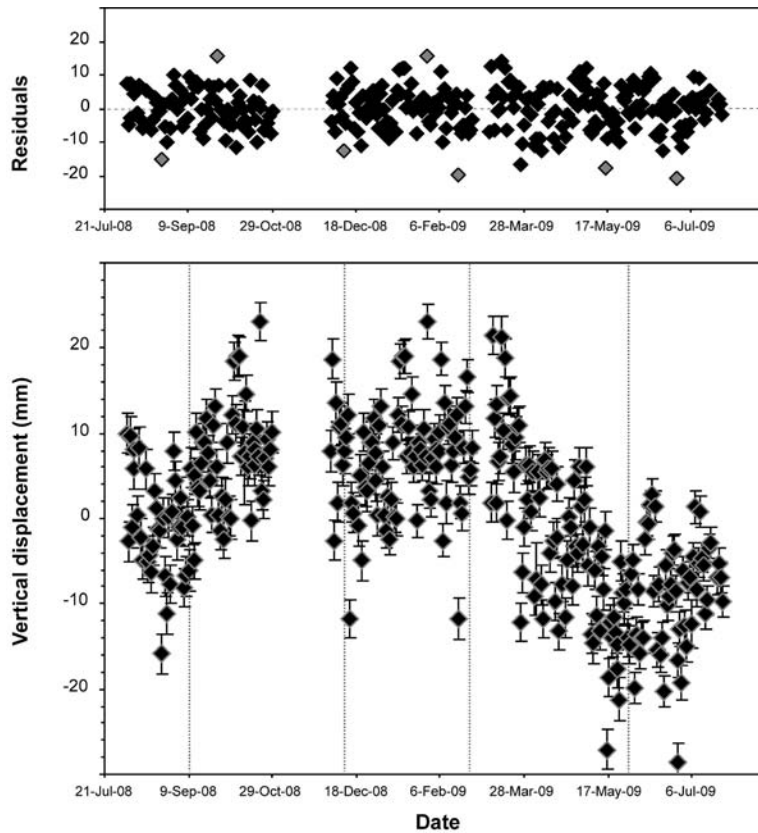 Residuals
30
20
10
0
-10
-20
21-Jul-08 9-Sep-08 29-Oct-08 18-Dec-08 6-Feb-09 28-Mar-09 17-May-09 6-Jul-09
Vertical displacement (mm)
20
10
0
-10
-20
21-Jul-08 9-Sep-08 29-Oct-08 18-Dec-08 6-Feb-09 28-Mar-09 17-May-09 6-Jul-09
Date